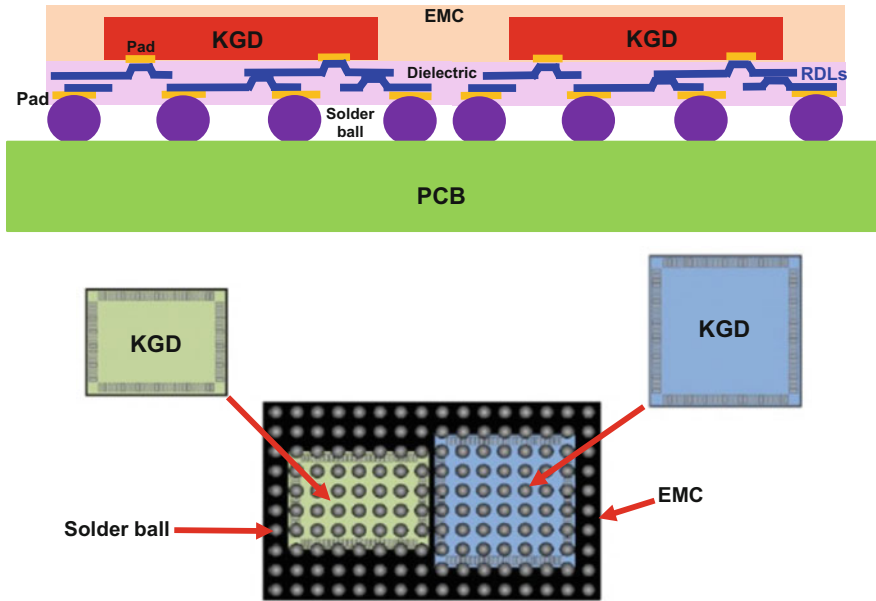 EMC
KGD
KGD
Pad
Dielectric
RDLs
Pad
Solder
ball
PCB
KGD
KGD
EMC
Solder ball